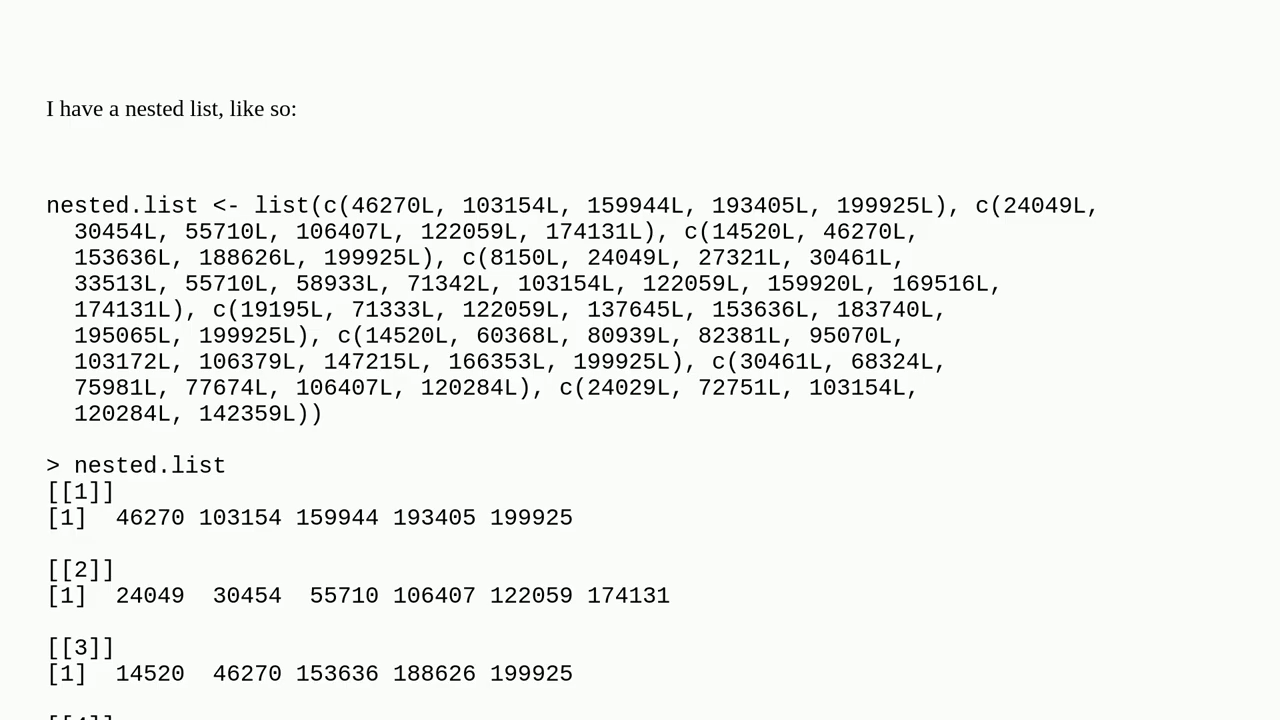 I have a nested list, like so:
nested.list <- list(c(46270L, 103154L, 159944L, 193405L, 199925L), c(24049L,
30454L, 55710L, 106407L, 122059L, 174131L), c(14520L, 46270L,
153636L, 188626L, 199925L), c(8150L, 24049L, 27321L, 30461L,
33513L, 55710L, 58933L, 71342L, 103154L, 122059L, 159920L, 169516L,
174131L), c(19195L, 71333L, 122059L, 137645L, 153636L, 183740L,
195065L, 199925L), c(14520L, 60368L, 80939L, 82381L, 95070L,
103172L, 106379L, 147215L, 166353L, 199925L), c(30461L, 68324L,
75981L, 77674L, 106407L, 120284L), c(24029L, 72751L, 103154L,
120284L, 142359L))
> nested.list
[[1]]
[1]  46270 103154 159944 193405 199925
[[2]]
[1]  24049  30454  55710 106407 122059 174131
[[3]]
[1]  14520  46270 153636 188626 199925